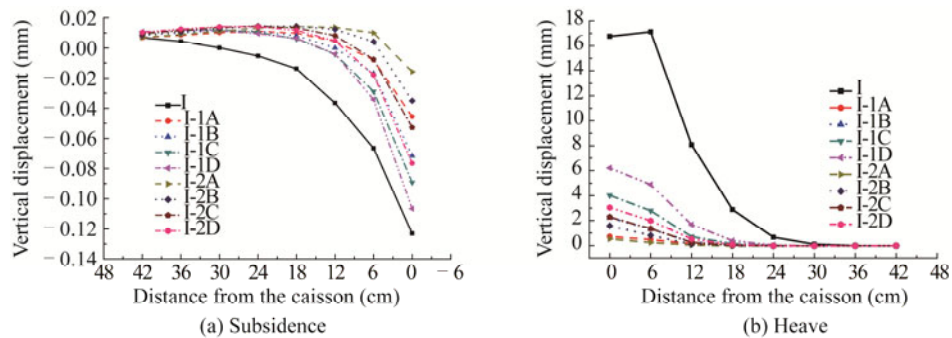 0.02
0.00
−0.02
−0.04
−0.06
−0.08
−0.10
−0.12
−0.14
Vertical displacement (mm)
I
I-1A
I-1B
I-1C
I-1D
I-2A
I-2B
I-2C
I-2D
48 42 36 30 24 18 12 6 0 −6
Distance from the caisson (cm)
(a) Subsidence
18
16
14
12
10
8
6
4
2
0
Vertical displacement (mm)
I
I-1A
I-1B
I-1C
I-1D
I-2A
I-2B
I-2C
I-2D
0 6 12 18 24 30 36 42 48
Distance from the caisson (cm)
(b) Heave